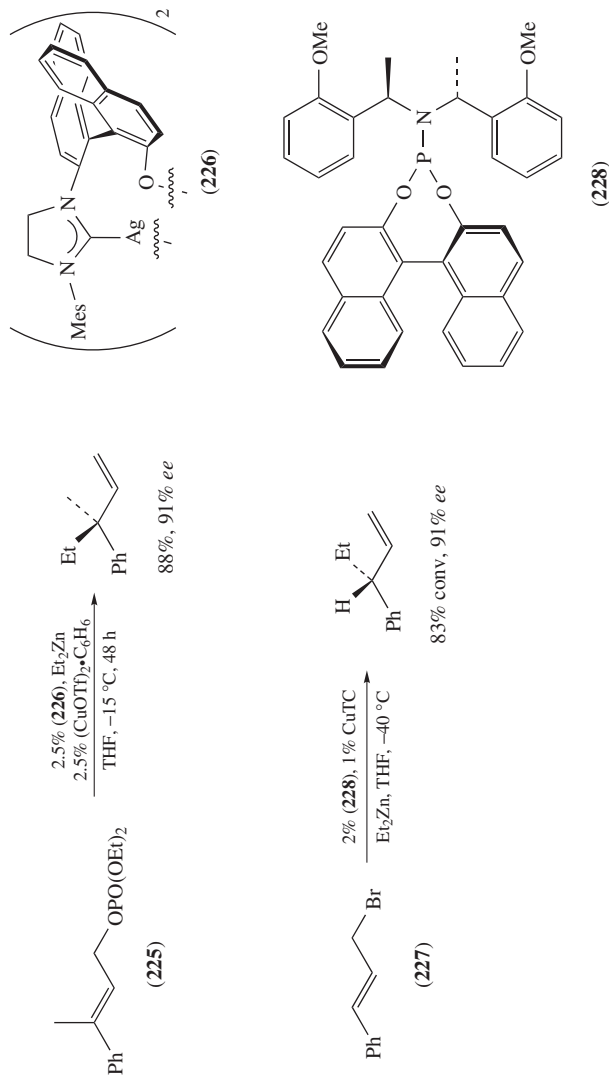 Ph
OPO(OEt)2
(225)
2.5% (226), Et2Zn
2.5% (CuOTf)2•C6H6
THF, −15 °C, 48 h
Et
Ph
88%, 91% ee
Mes
N
N
Ag
O
2
(226)
Ph
Br
(227)
2% (228), 1% CuTC
Et2Zn, THF, −40 °C
H
Et
Ph
83% conv, 91% ee
O
O
P
N
OMe
OMe
(228)